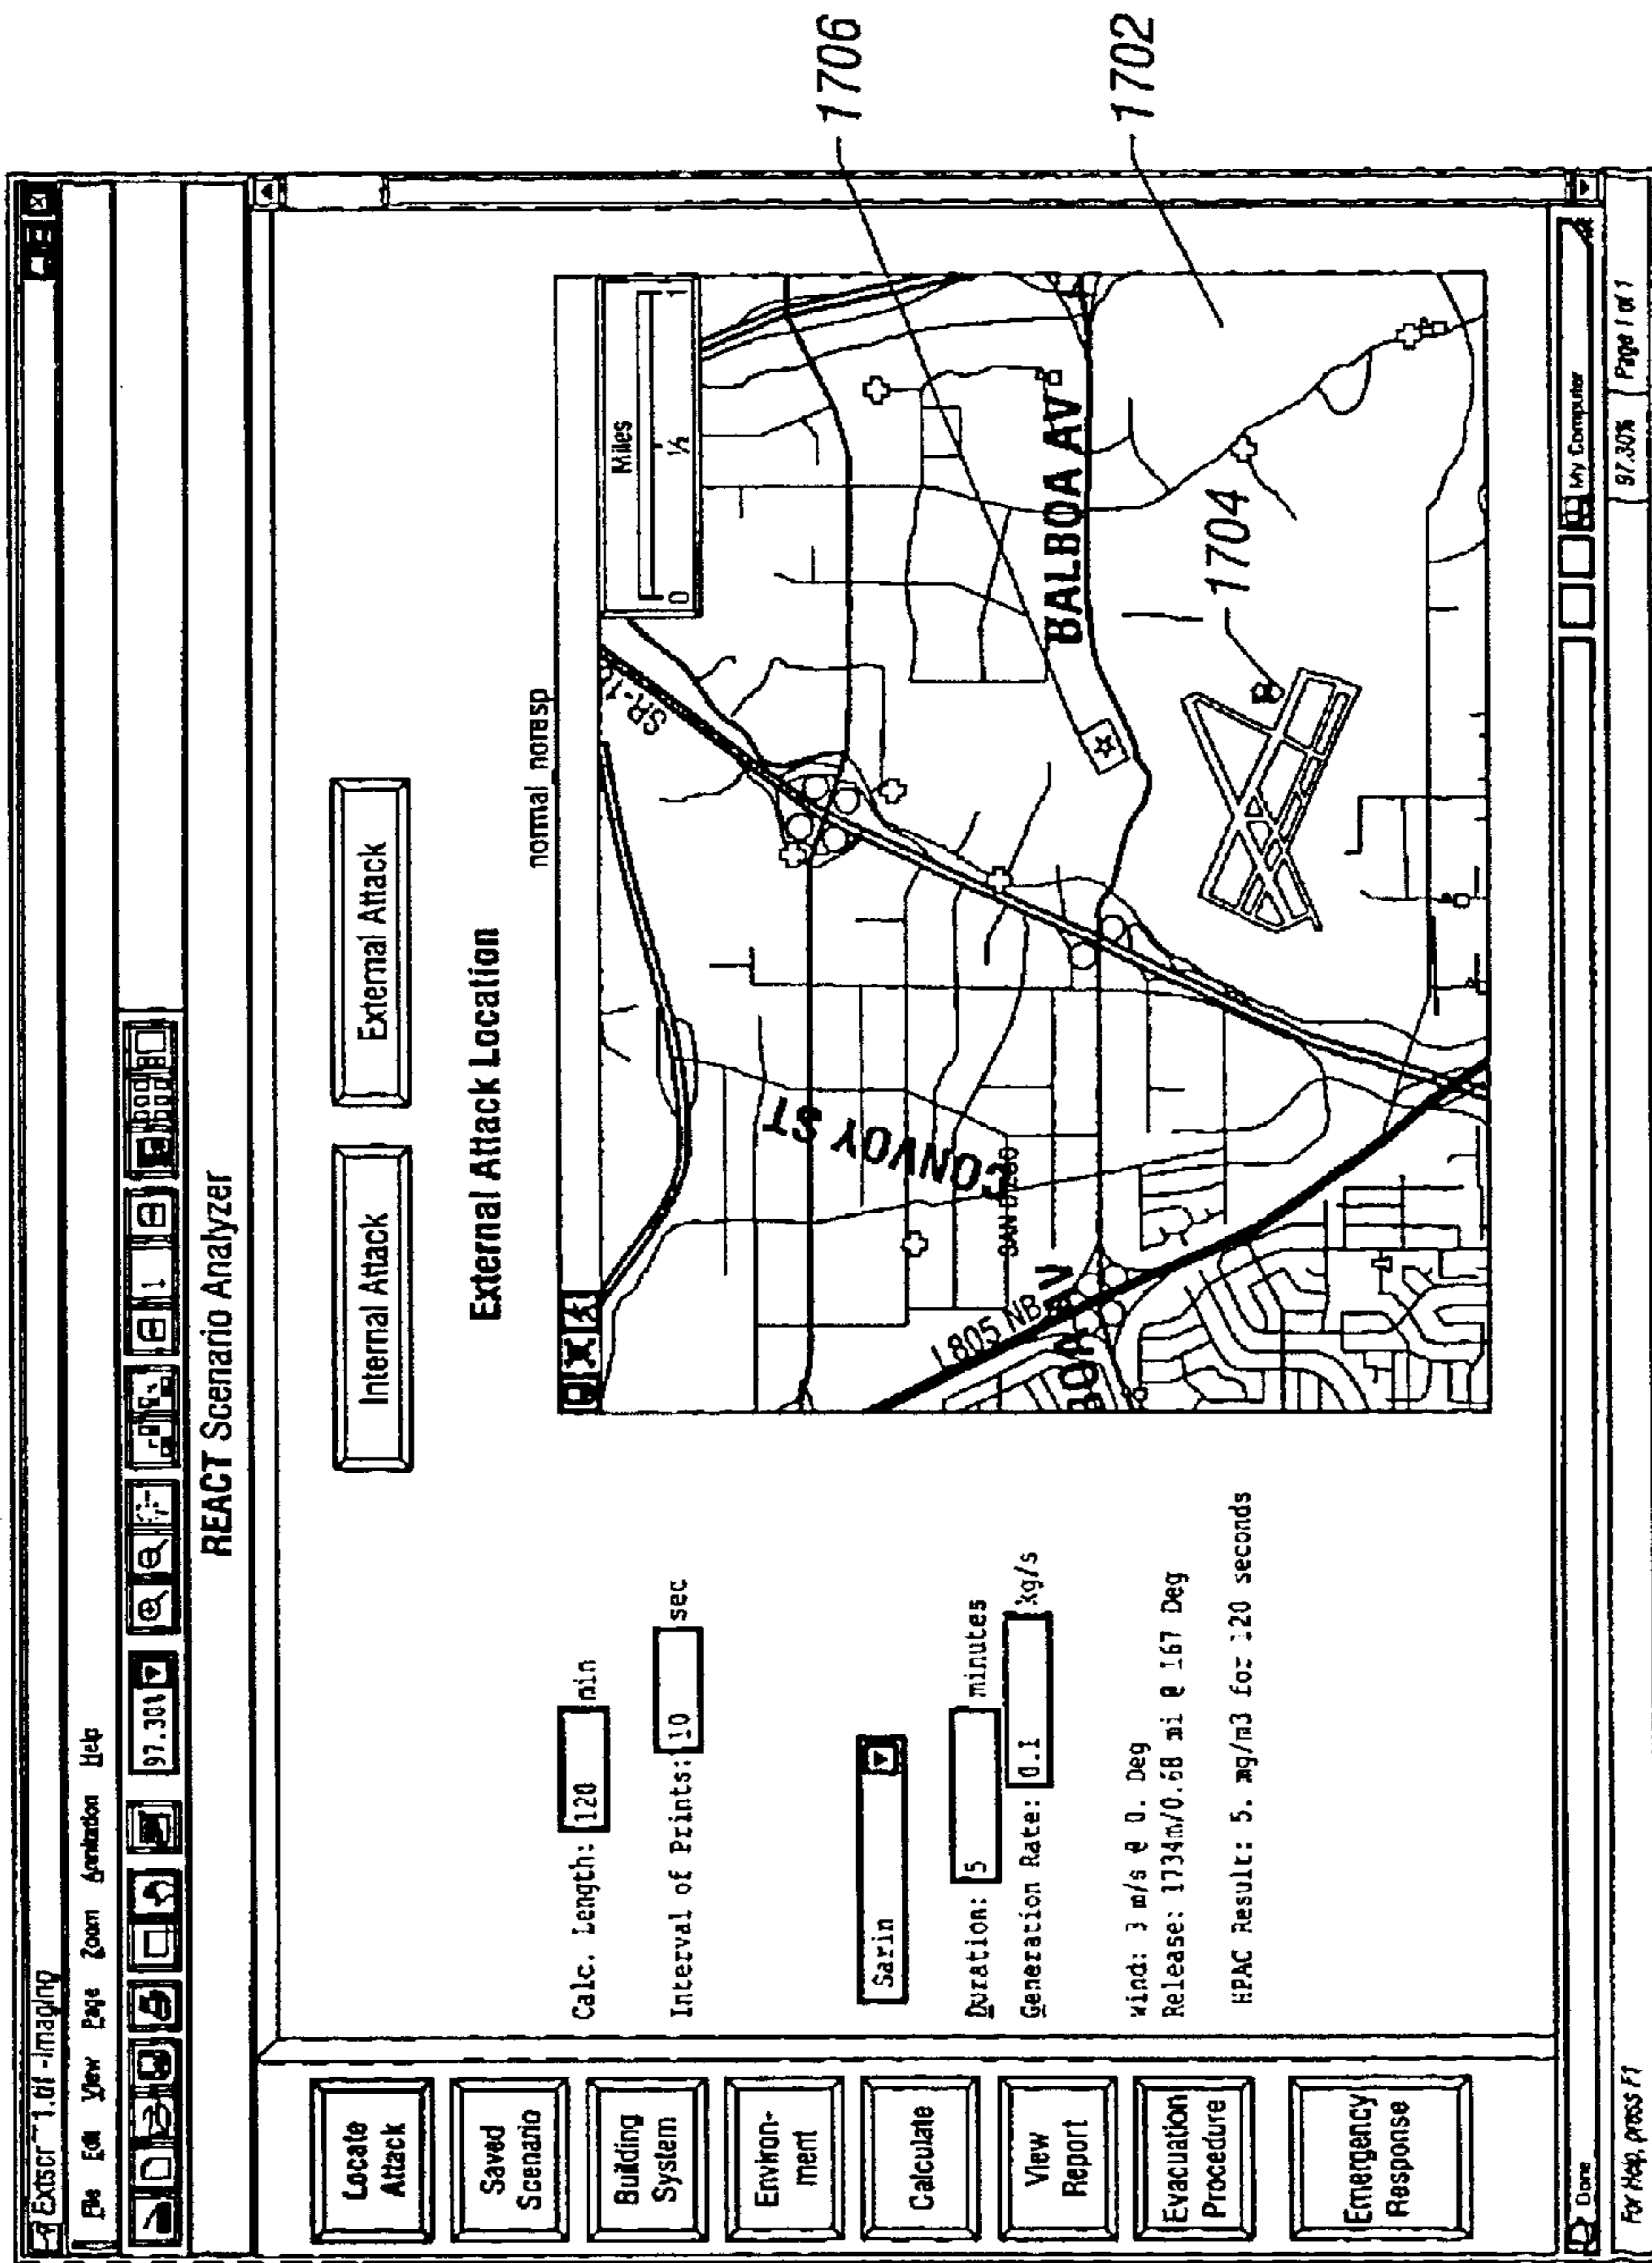 Extscr~1.tif - Imaging
File Edit View Page Zoom Annotation Help
97.30%
REACT Scenario Analyzer
Locate
Attack
Saved
Scenario
Building
System
Environ-
ment
Calculate
View
Report
Evacuation
Procedure
Emergency
Response
Internal Attack
External Attack
External Attack Location
normal noresp
Calc. Length: 120 min
Interval of Prints: 10 sec
Sarin
Duration: 5 minutes
Generation Rate: 0.1 kg/s
Wind: 3 m/s @ 0. Deg
Release: 1734m/0.68 mi @ 167 Deg
HPAC Result: 5. mg/m3 for 120 seconds
Miles
0 ½ 1
CONVOY ST
SAN DIEGO
I 805 NB
BALBOA AV
1706
1702
1704
Done
My Computer
For Help, press F1
97.30%
Page 1 of 1